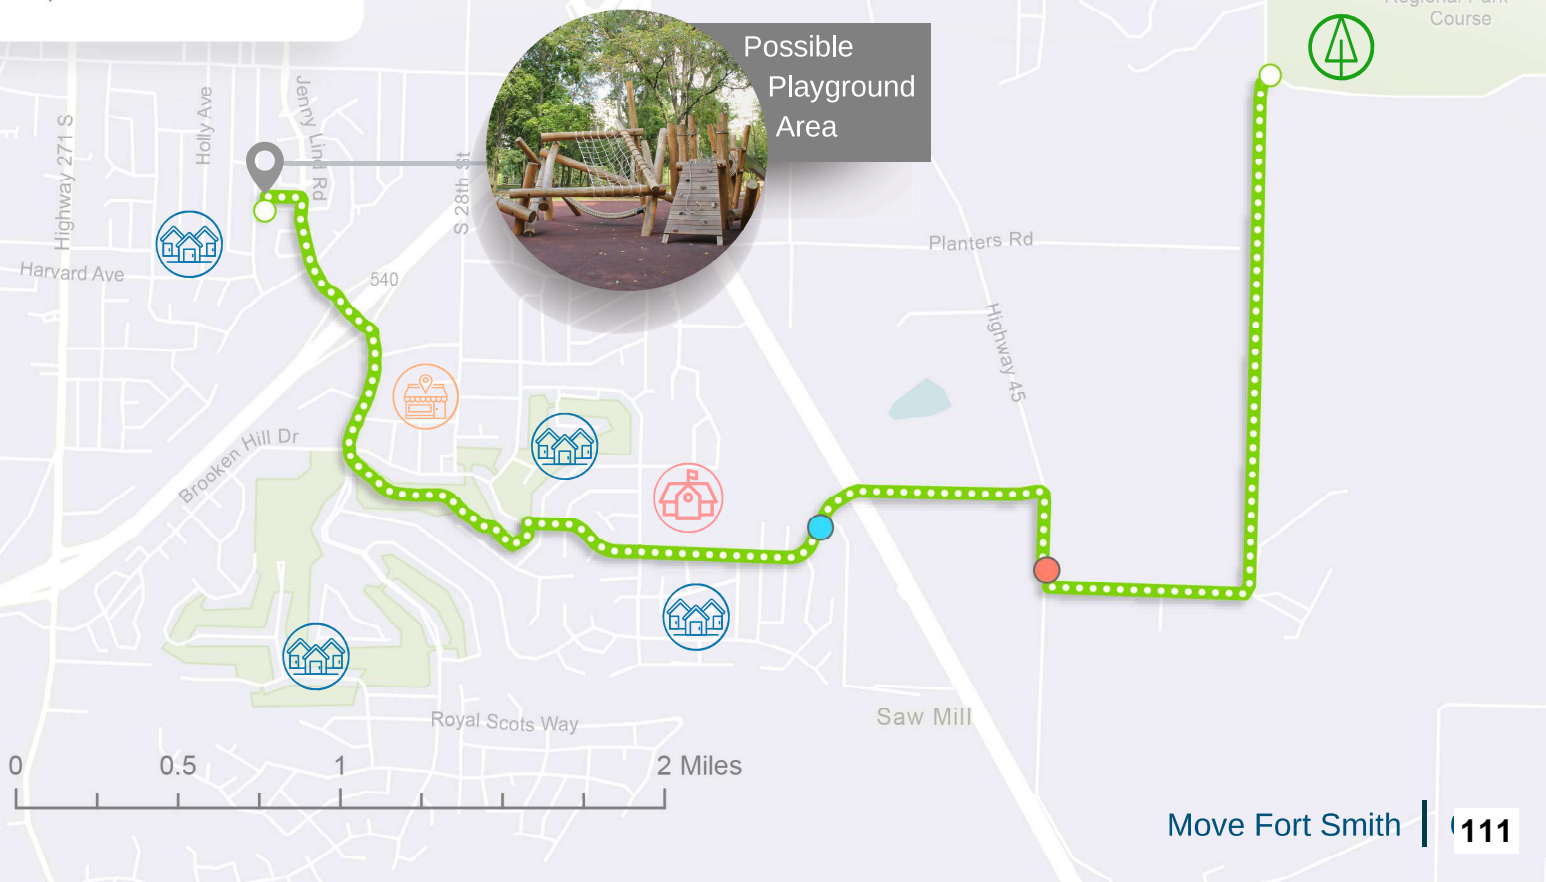 Regional Park
Course
Possible
Playground
Area
Highway 271 S
Holly Ave
Jenny Lind Rd
S 28th St
Harvard Ave
540
Planters Rd
Highway 45
Brooken Hill Dr
Royal Scots Way
Saw Mill
0 0.5 1 2 Miles
Move Fort Smith
111